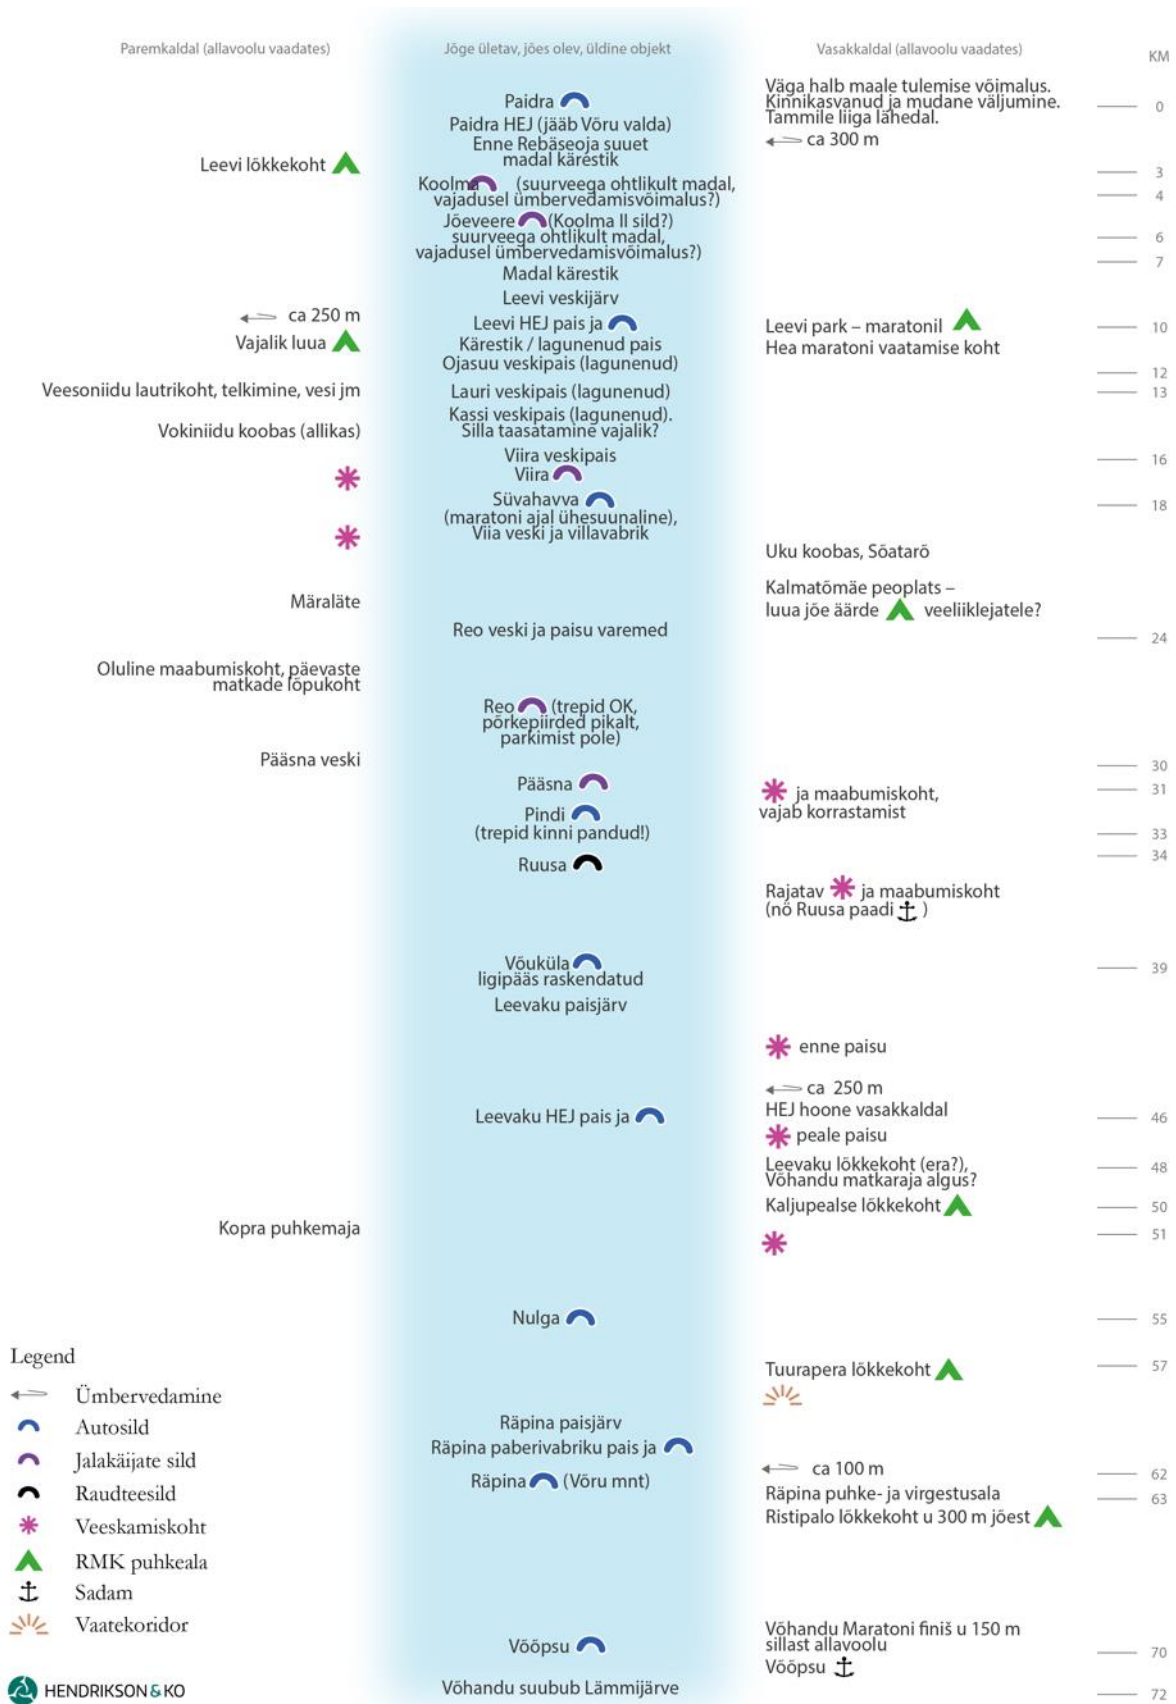 Paremkaldal (allavoolu vaadates)
Jõge ületav, jões olev, üldine objekt
Vasakkaldal (allavoolu vaadates)
KM
Väga halb maale tulemise võimalus.
Paidra
Kinnikasvanud ja mudane väljumine.
0
Tammile liiga lähedal.
Paidra HEJ (jääb Võru valda)
ca 300 m
Enne Rebäseoja suuet
madal kärestik
Leevi lõkkekoht
3
Koolma (suurveega ohtlikult madal,
4
vajadusel ümbervedamisvõimalus?)
Jõeveere (Koolma II sild?)
suurveega ohtlikult madal,
6
vajadusel ümbervedamisvõimalus?)
7
Madal kärestik
Leevi veskijärv
ca 250 m
Leevi HEJ pais ja
Leevi park – maratonil
10
Vajalik luua
Kärestik / lagunenud pais
Hea maratoni vaatamise koht
Ojasuu veskipais (lagunenud)
12
Veesoniidu lautrikoht, telkimine, vesi jm
Lauri veskipais (lagunenud)
13
Kassi veskipais (lagunenud).
Vokiniidu koobas (allikas)
Silla taasatamine vajalik?
Viira veskipais
16
Viira
Süvahavva
18
(maratoni ajal ühesuunaline),
Viia veski ja villavabrik
Uku koobas, Sõatarõ
Kalmatõmäe peoplats –
Märaläte
luua jõe äärde veeliiklejatele?
Reo veski ja paisu varemed
24
Oluline maabumiskoht, päevaste
matkade lõpukoht
Reo (trepid OK,
põrkepiirded pikalt,
parkimist pole)
Pääsna veski
30
Pääsna
31
ja maabumiskoht,
vajab korrastamist
Pindi
(trepid kinni pandud!)
33
Ruusa
34
Rajatav ja maabumiskoht
(nö Ruusa paadi )
Võuküla
39
ligipääs raskendatud
Leevaku paisjärv
enne paisu
ca 250 m
HEJ hoone vasakkaldal
Leevaku HEJ pais ja
46
peale paisu
Leevaku lõkkekoht (era?),
48
Võhandu matkaraja algus?
Kaljupealse lõkkekoht
50
Kopra puhkemaja
51
Nulga
55
Tuurapera lõkkekoht
57
Räpina paisjärv
Räpina paberivabriku pais ja
ca 100 m
62
Räpina (Võru mnt)
Räpina puhke- ja virgestusala
63
Ristipalo lõkkekoht u 300 m jõest
Võhandu Maratoni finiš u 150 m
sillast allavoolu
Võõpsu
70
Võõpsu
Võhandu suubub Lämmijärve
72
Legend
Ümbervedamine
Autosild
Jalakäijate sild
Raudteesild
Veeskamiskoht
RMK puhkeala
Sadam
Vaatekoridor
HENDRIKSON & KO